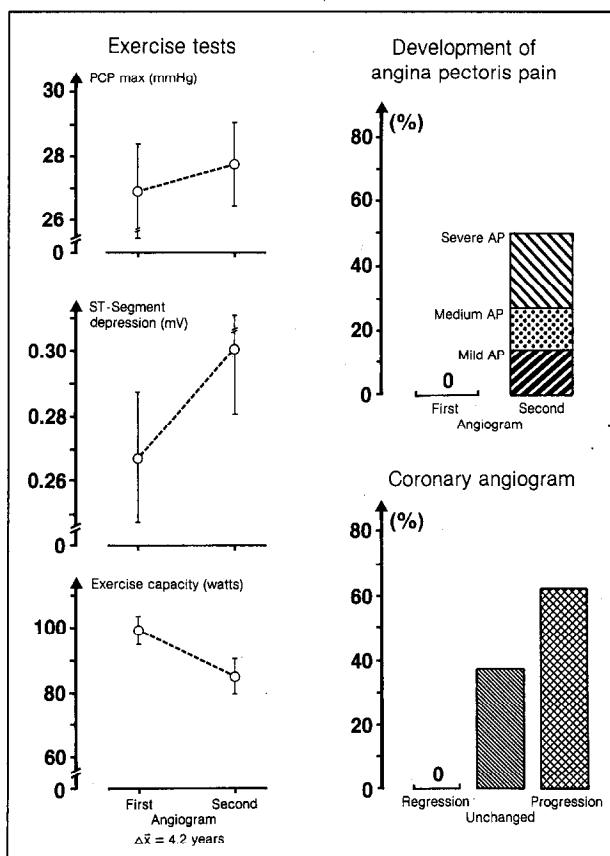 Exercise tests
PCP max (mmHg)
30
28
26
0
ST-Segment
depression (mV)
0.30
0.28
0.26
0
Exercise capacity (watts)
100
80
60
0
First Second
Angiogram
Δx̄ = 4.2 years
Development of
angina pectoris pain
(%)
80
60
40
20
0
Severe AP
Medium AP
Mild AP
0
First Second
Angiogram
Coronary angiogram
(%)
80
60
40
20
0
0
Regression Progression
Unchanged